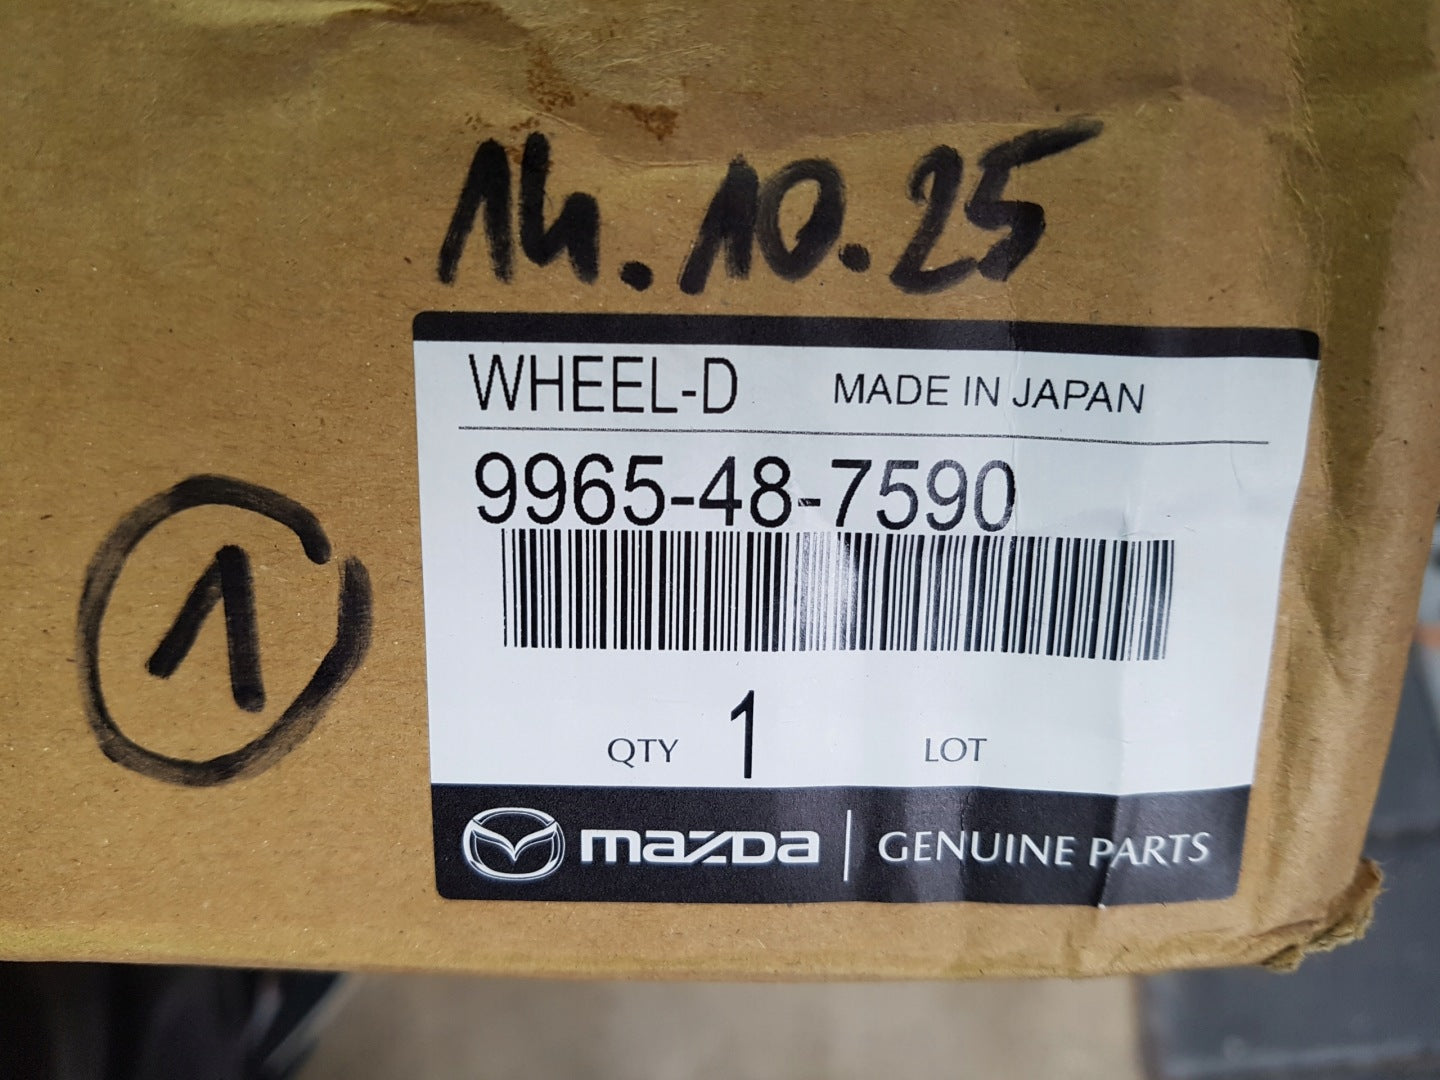 14.10.25
WHEEL-D MADE IN JAPAN
9965-48-7590
1
QTY 1 LOT
mazda | GENUINE PARTS